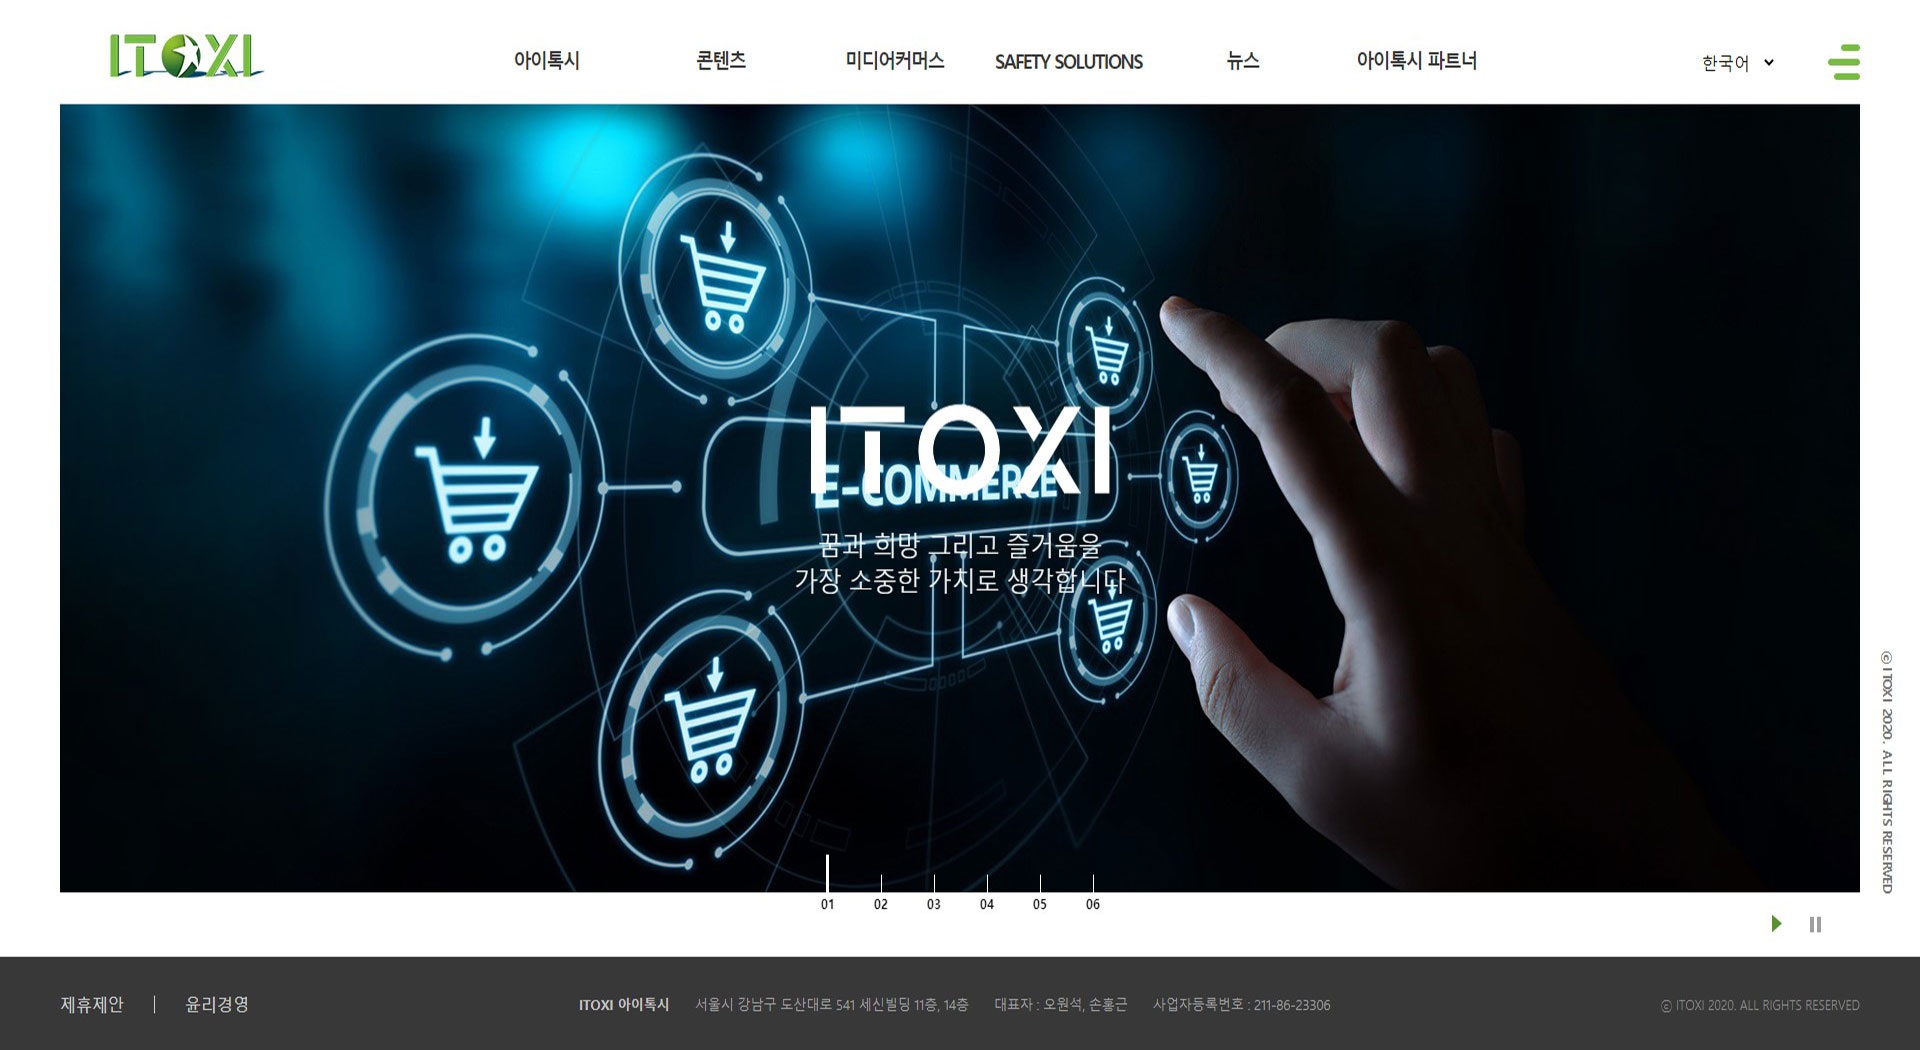 ITOXI
아이톡시
콘텐츠
미디어커머스
SAFETY SOLUTIONS
뉴스
아이톡시 파트너
한국어
ITOXI
E-COMMERCE
꿈과 희망 그리고 즐거움을
가장 소중한 가치로 생각합니다
ⓒ ITOXI 2020. ALL RIGHTS RESERVED
01 02 03 04 05 06
제휴제안 | 윤리경영
ITOXI 아이톡시 서울시 강남구 도산대로 541 세신빌딩 11층, 14층 대표자 : 오원석, 손홍근 사업자등록번호 : 211-86-23306
ⓒ ITOXI 2020. ALL RIGHTS RESERVED